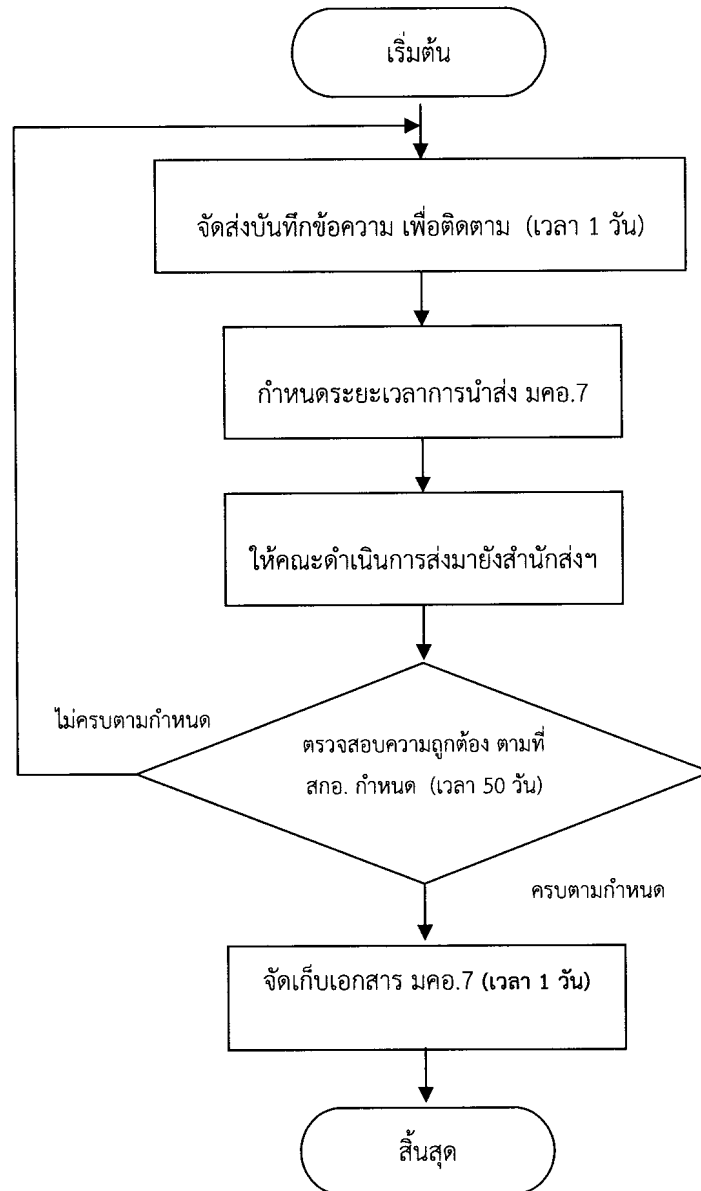 เริ่มต้น
จัดส่งบันทึกข้อความ เพื่อติดตาม (เวลา 1 วัน)
กำหนดระยะเวลาการนำส่ง มคอ.7
ให้คณะดำเนินการส่งมายังสำนักส่งฯ
ไม่ครบตามกำหนด
ตรวจสอบความถูกต้อง ตามที่
สกอ. กำหนด (เวลา 50 วัน)
ครบตามกำหนด
จัดเก็บเอกสาร มคอ.7 (เวลา 1 วัน)
สิ้นสุด